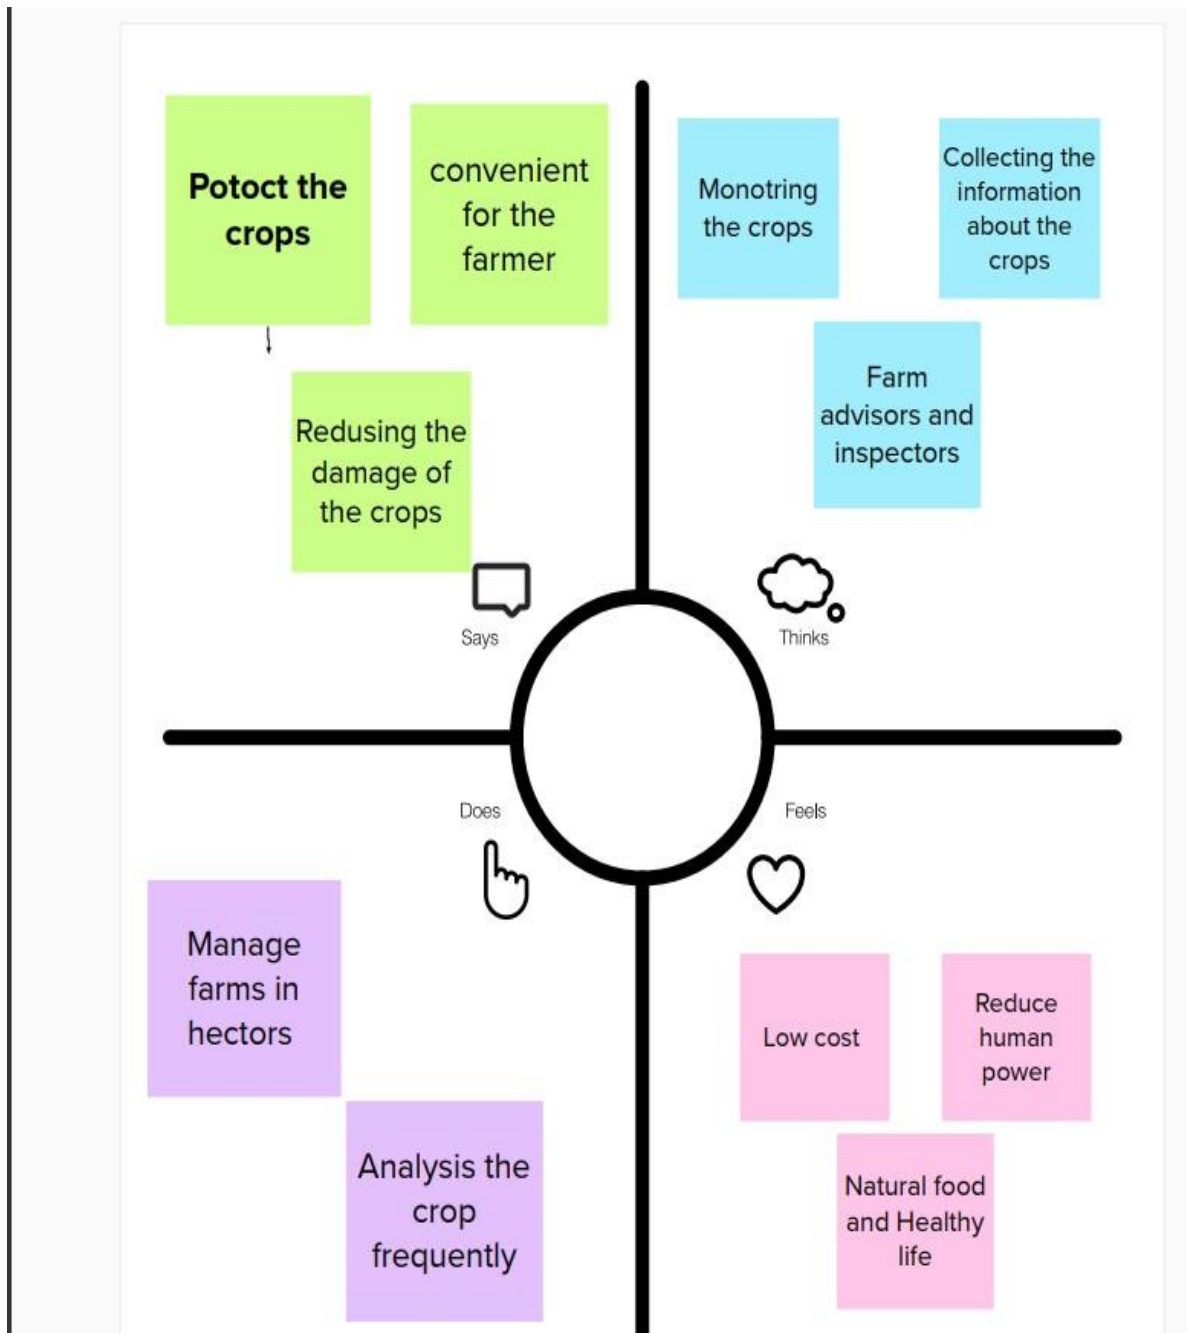 Potoct the
crops
convenient
for the
farmer
Redusing the
damage of
the crops
Says
Monotring
the crops
Collecting the
information
about the
crops
Farm
advisors and
inspectors
Thinks
Does
Manage
farms in
hectors
Analysis the
crop
frequently
Feels
Low cost
Reduce
human
power
Natural food
and Healthy
life